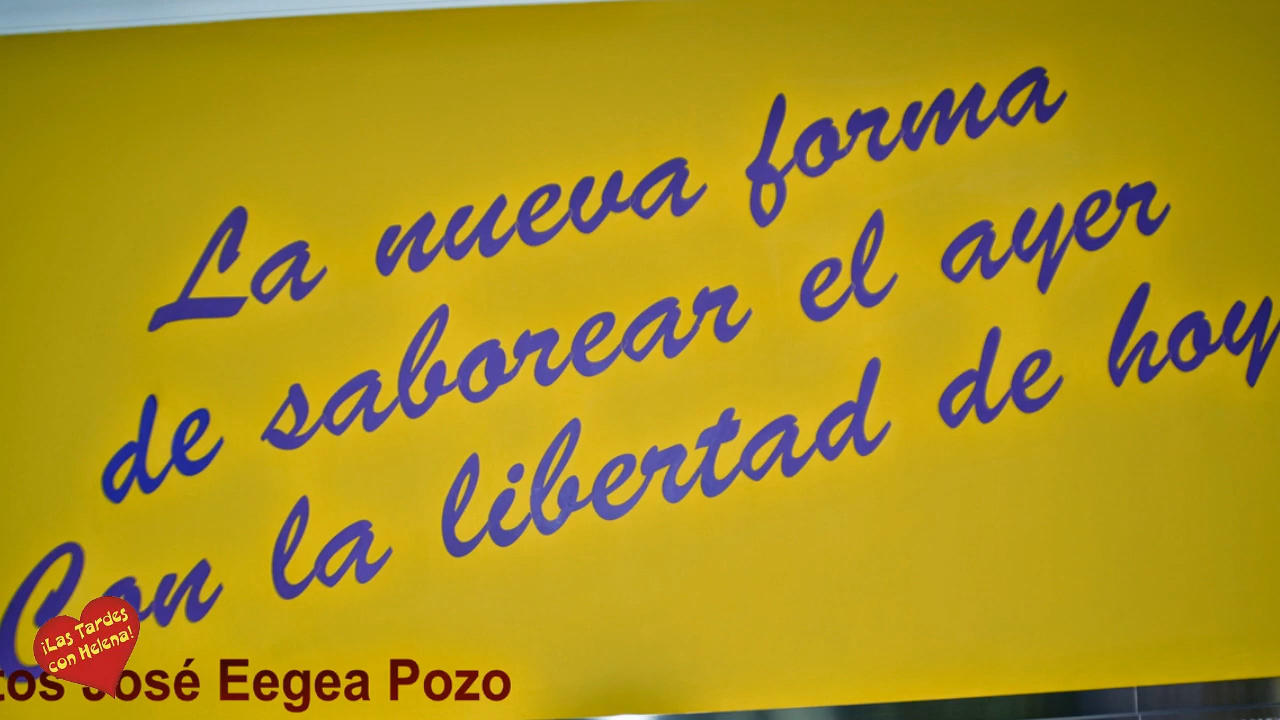 La nueva forma
de saborear el ayer
Con la libertad de hoy
¡Las Tardes
con Helena!
José Eegea Pozo